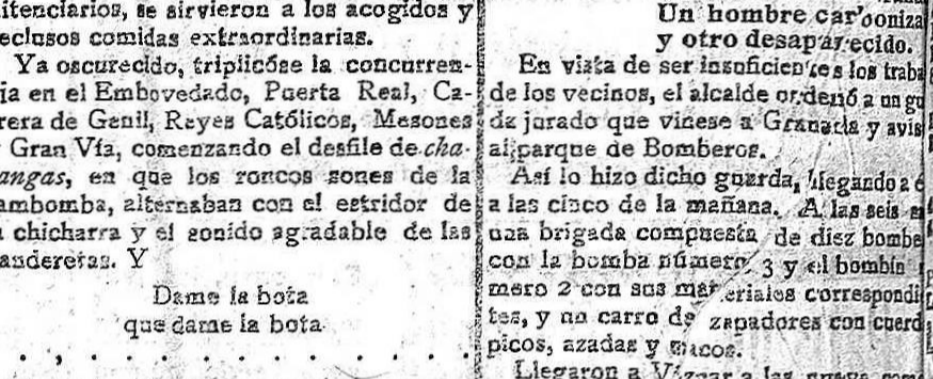 itenciarios, se sirvieron a los acogidos y
eclusos comidas extraordinarias.
Ya oscurecido, triplicóse la concurren-
ia en el Embovedado, Puerta Real, Ca-
rera de Genil, Reyes Católicos, Mesones
Gran Vía, comenzando el desfile de cha-
angas, en que los roncos sones de la
ambomba, alternaban con el estridor de
chicharra y el sonido agradable de las
andereras. Y
Dame la bota
que dame la bota
. , . . . . . . . . . . . .
Un hombre carboniza
y otro desaparecido.
En vista de ser insuficientes los traba
de los vecinos, el alcalde ordenó a un gu
da jurado que viniese a Granada y avis
al parque de Bomberos.
Así lo hizo dicho guarda, llegando a é
a las cinco de la mañana. A las seis
una brigada compuesta de diez bombe
con la bomba número 3 y el bombín
mero 2 con sus materiales correspondi
tes, y un carro de zapadores con cuerd
picos, azadas y sacos.
Llegaron a Víznar a las nueve